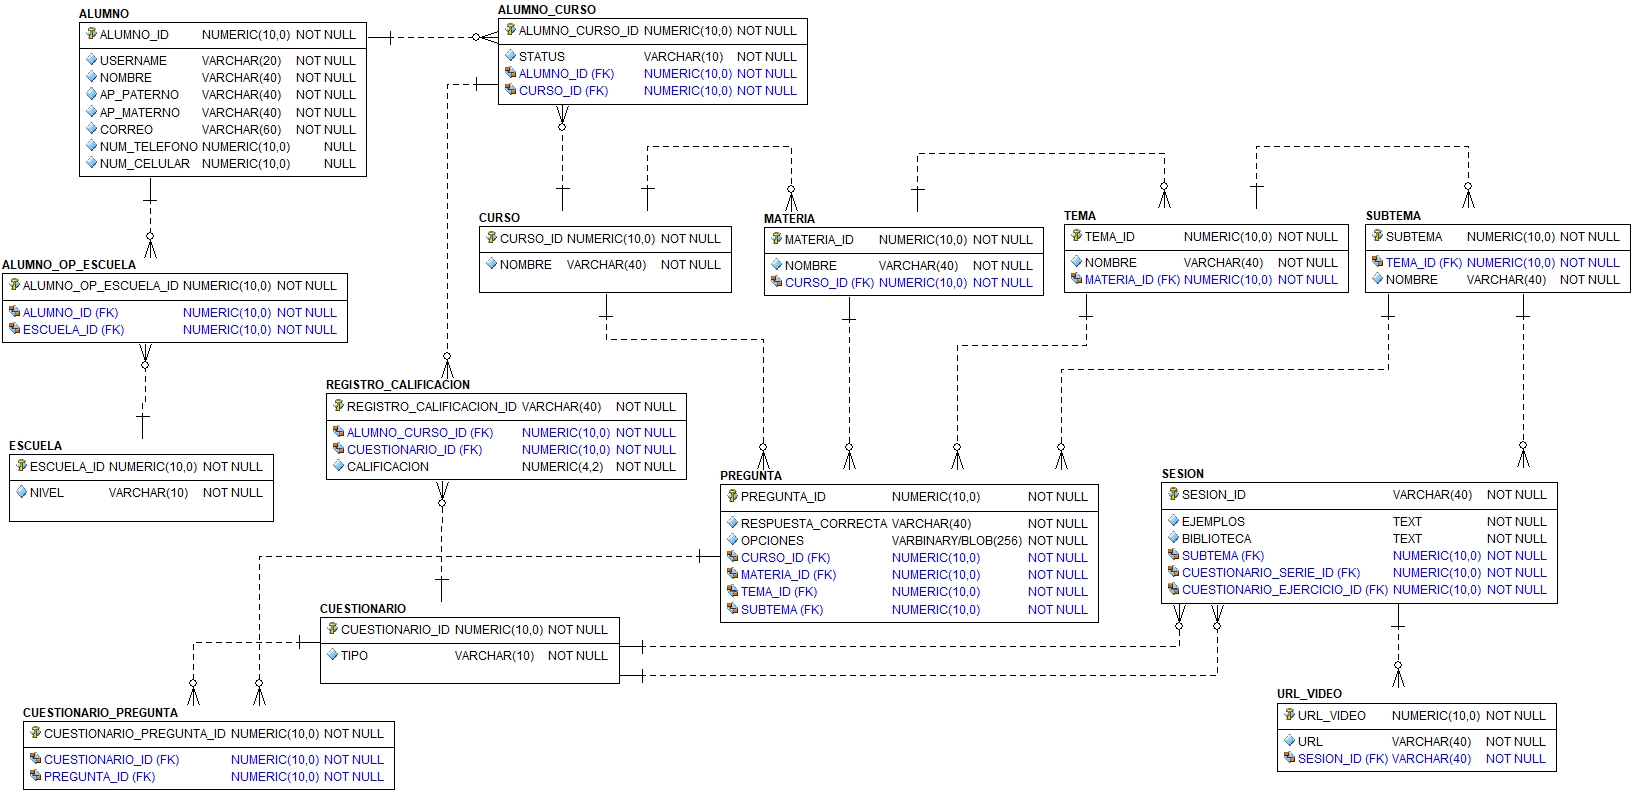 ALUMNO
ALUMNO_ID NUMERIC(10,0) NOT NULL
USERNAME VARCHAR(20) NOT NULL
NOMBRE VARCHAR(40) NOT NULL
AP_PATERNO VARCHAR(40) NOT NULL
AP_MATERNO VARCHAR(40) NOT NULL
CORREO VARCHAR(60) NOT NULL
NUM_TELEFONO NUMERIC(10,0) NULL
NUM_CELULAR NUMERIC(10,0) NULL
ALUMNO_CURSO
ALUMNO_CURSO_ID NUMERIC(10,0) NOT NULL
STATUS VARCHAR(10) NOT NULL
ALUMNO_ID (FK) NUMERIC(10,0) NOT NULL
CURSO_ID (FK) NUMERIC(10,0) NOT NULL
CURSO
CURSO_ID NUMERIC(10,0) NOT NULL
NOMBRE VARCHAR(40) NOT NULL
MATERIA
MATERIA_ID NUMERIC(10,0) NOT NULL
NOMBRE VARCHAR(40) NOT NULL
CURSO_ID (FK) NUMERIC(10,0) NOT NULL
TEMA
TEMA_ID NUMERIC(10,0) NOT NULL
NOMBRE VARCHAR(40) NOT NULL
MATERIA_ID (FK) NUMERIC(10,0) NOT NULL
SUBTEMA
SUBTEMA NUMERIC(10,0) NOT NULL
TEMA_ID (FK) NUMERIC(10,0) NOT NULL
NOMBRE VARCHAR(40) NOT NULL
ALUMNO_OP_ESCUELA
ALUMNO_OP_ESCUELA_ID NUMERIC(10,0) NOT NULL
ALUMNO_ID (FK) NUMERIC(10,0) NOT NULL
ESCUELA_ID (FK) NUMERIC(10,0) NOT NULL
ESCUELA
ESCUELA_ID NUMERIC(10,0) NOT NULL
NIVEL VARCHAR(10) NOT NULL
REGISTRO_CALIFICACION
REGISTRO_CALIFICACION_ID VARCHAR(40) NOT NULL
ALUMNO_CURSO_ID (FK) NUMERIC(10,0) NOT NULL
CUESTIONARIO_ID (FK) NUMERIC(10,0) NOT NULL
CALIFICACION NUMERIC(4,2) NOT NULL
PREGUNTA
PREGUNTA_ID NUMERIC(10,0) NOT NULL
RESPUESTA_CORRECTA VARCHAR(40) NOT NULL
OPCIONES VARBINARY/BLOB(256) NOT NULL
CURSO_ID (FK) NUMERIC(10,0) NOT NULL
MATERIA_ID (FK) NUMERIC(10,0) NOT NULL
TEMA_ID (FK) NUMERIC(10,0) NOT NULL
SUBTEMA (FK) NUMERIC(10,0) NOT NULL
SESION
SESION_ID VARCHAR(40) NOT NULL
EJEMPLOS TEXT NOT NULL
BIBLIOTECA TEXT NOT NULL
SUBTEMA (FK) NUMERIC(10,0) NOT NULL
CUESTIONARIO_SERIE_ID (FK) NUMERIC(10,0) NOT NULL
CUESTIONARIO_EJERCICIO_ID (FK) NUMERIC(10,0) NOT NULL
CUESTIONARIO
CUESTIONARIO_ID NUMERIC(10,0) NOT NULL
TIPO VARCHAR(10) NOT NULL
CUESTIONARIO_PREGUNTA
CUESTIONARIO_PREGUNTA_ID NUMERIC(10,0) NOT NULL
CUESTIONARIO_ID (FK) NUMERIC(10,0) NOT NULL
PREGUNTA_ID (FK) NUMERIC(10,0) NOT NULL
URL_VIDEO
URL_VIDEO NUMERIC(10,0) NOT NULL
URL VARCHAR(40) NOT NULL
SESION_ID (FK) VARCHAR(40) NOT NULL